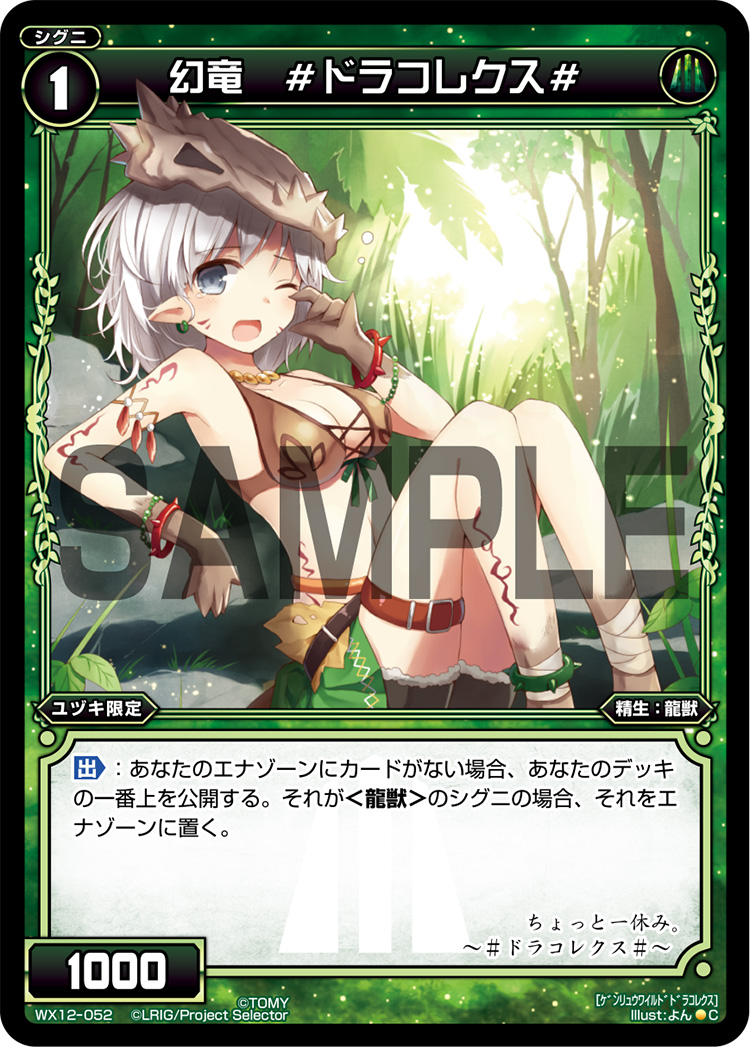 シグニ
1
幻竜　#ドラコレクス#
SAMPLE
ユヅキ限定
精生：龍獣
出：あなたのエナゾーンにカードがない場合、あなたのデッキ
の一番上を公開する。それが<龍獣>のシグニの場合、それをエ
ナゾーンに置く。
ちょっと一休み。
～#ドラコレクス#～
1000
WX12-052 ©LRIG/Project Selector
©TOMY
[ｹﾞﾝﾘｭｳﾜｲﾙﾄﾞﾄﾞﾗｺﾚｸｽ]
Illust:よん C